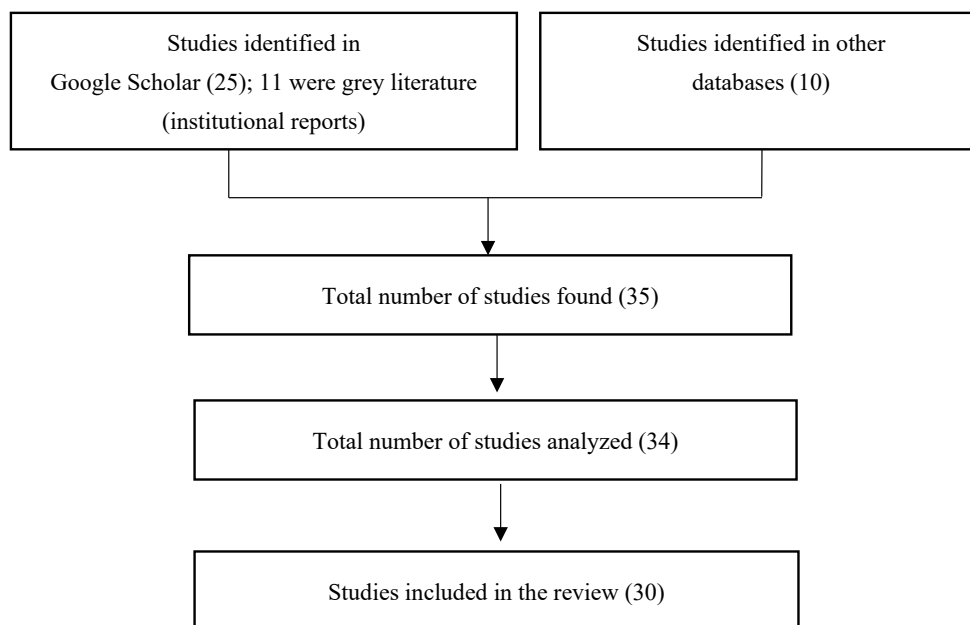 Studies identified in
Google Scholar (25); 11 were grey literature
(institutional reports)
Studies identified in other
databases (10)
Total number of studies found (35)
Total number of studies analyzed (34)
Studies included in the review (30)